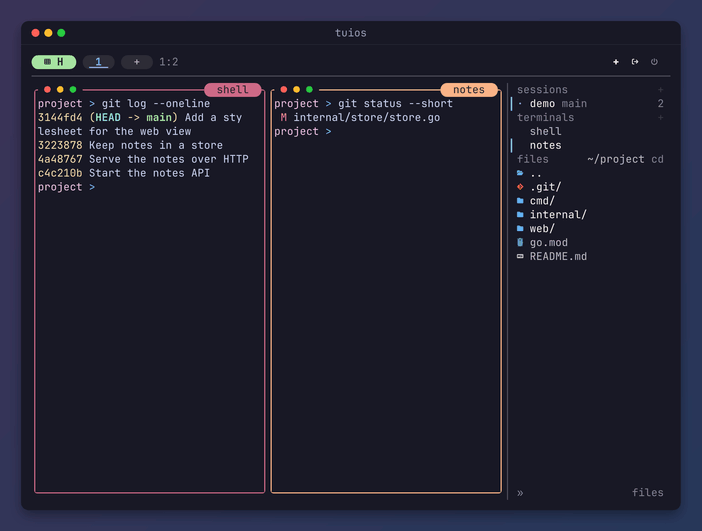 tuios
H 1 + 1:2
shell
project > git log --oneline
3144fd4 (HEAD -> main) Add a sty
lesheet for the web view
3223878 Keep notes in a store
4a48767 Serve the notes over HTTP
c4c210b Start the notes API
project >
notes
project > git status --short
M internal/store/store.go
project >
sessions +
· demo main 2
terminals +
shell
notes
files ~/project cd
..
.git/
cmd/
internal/
web/
go.mod
README.md
» files